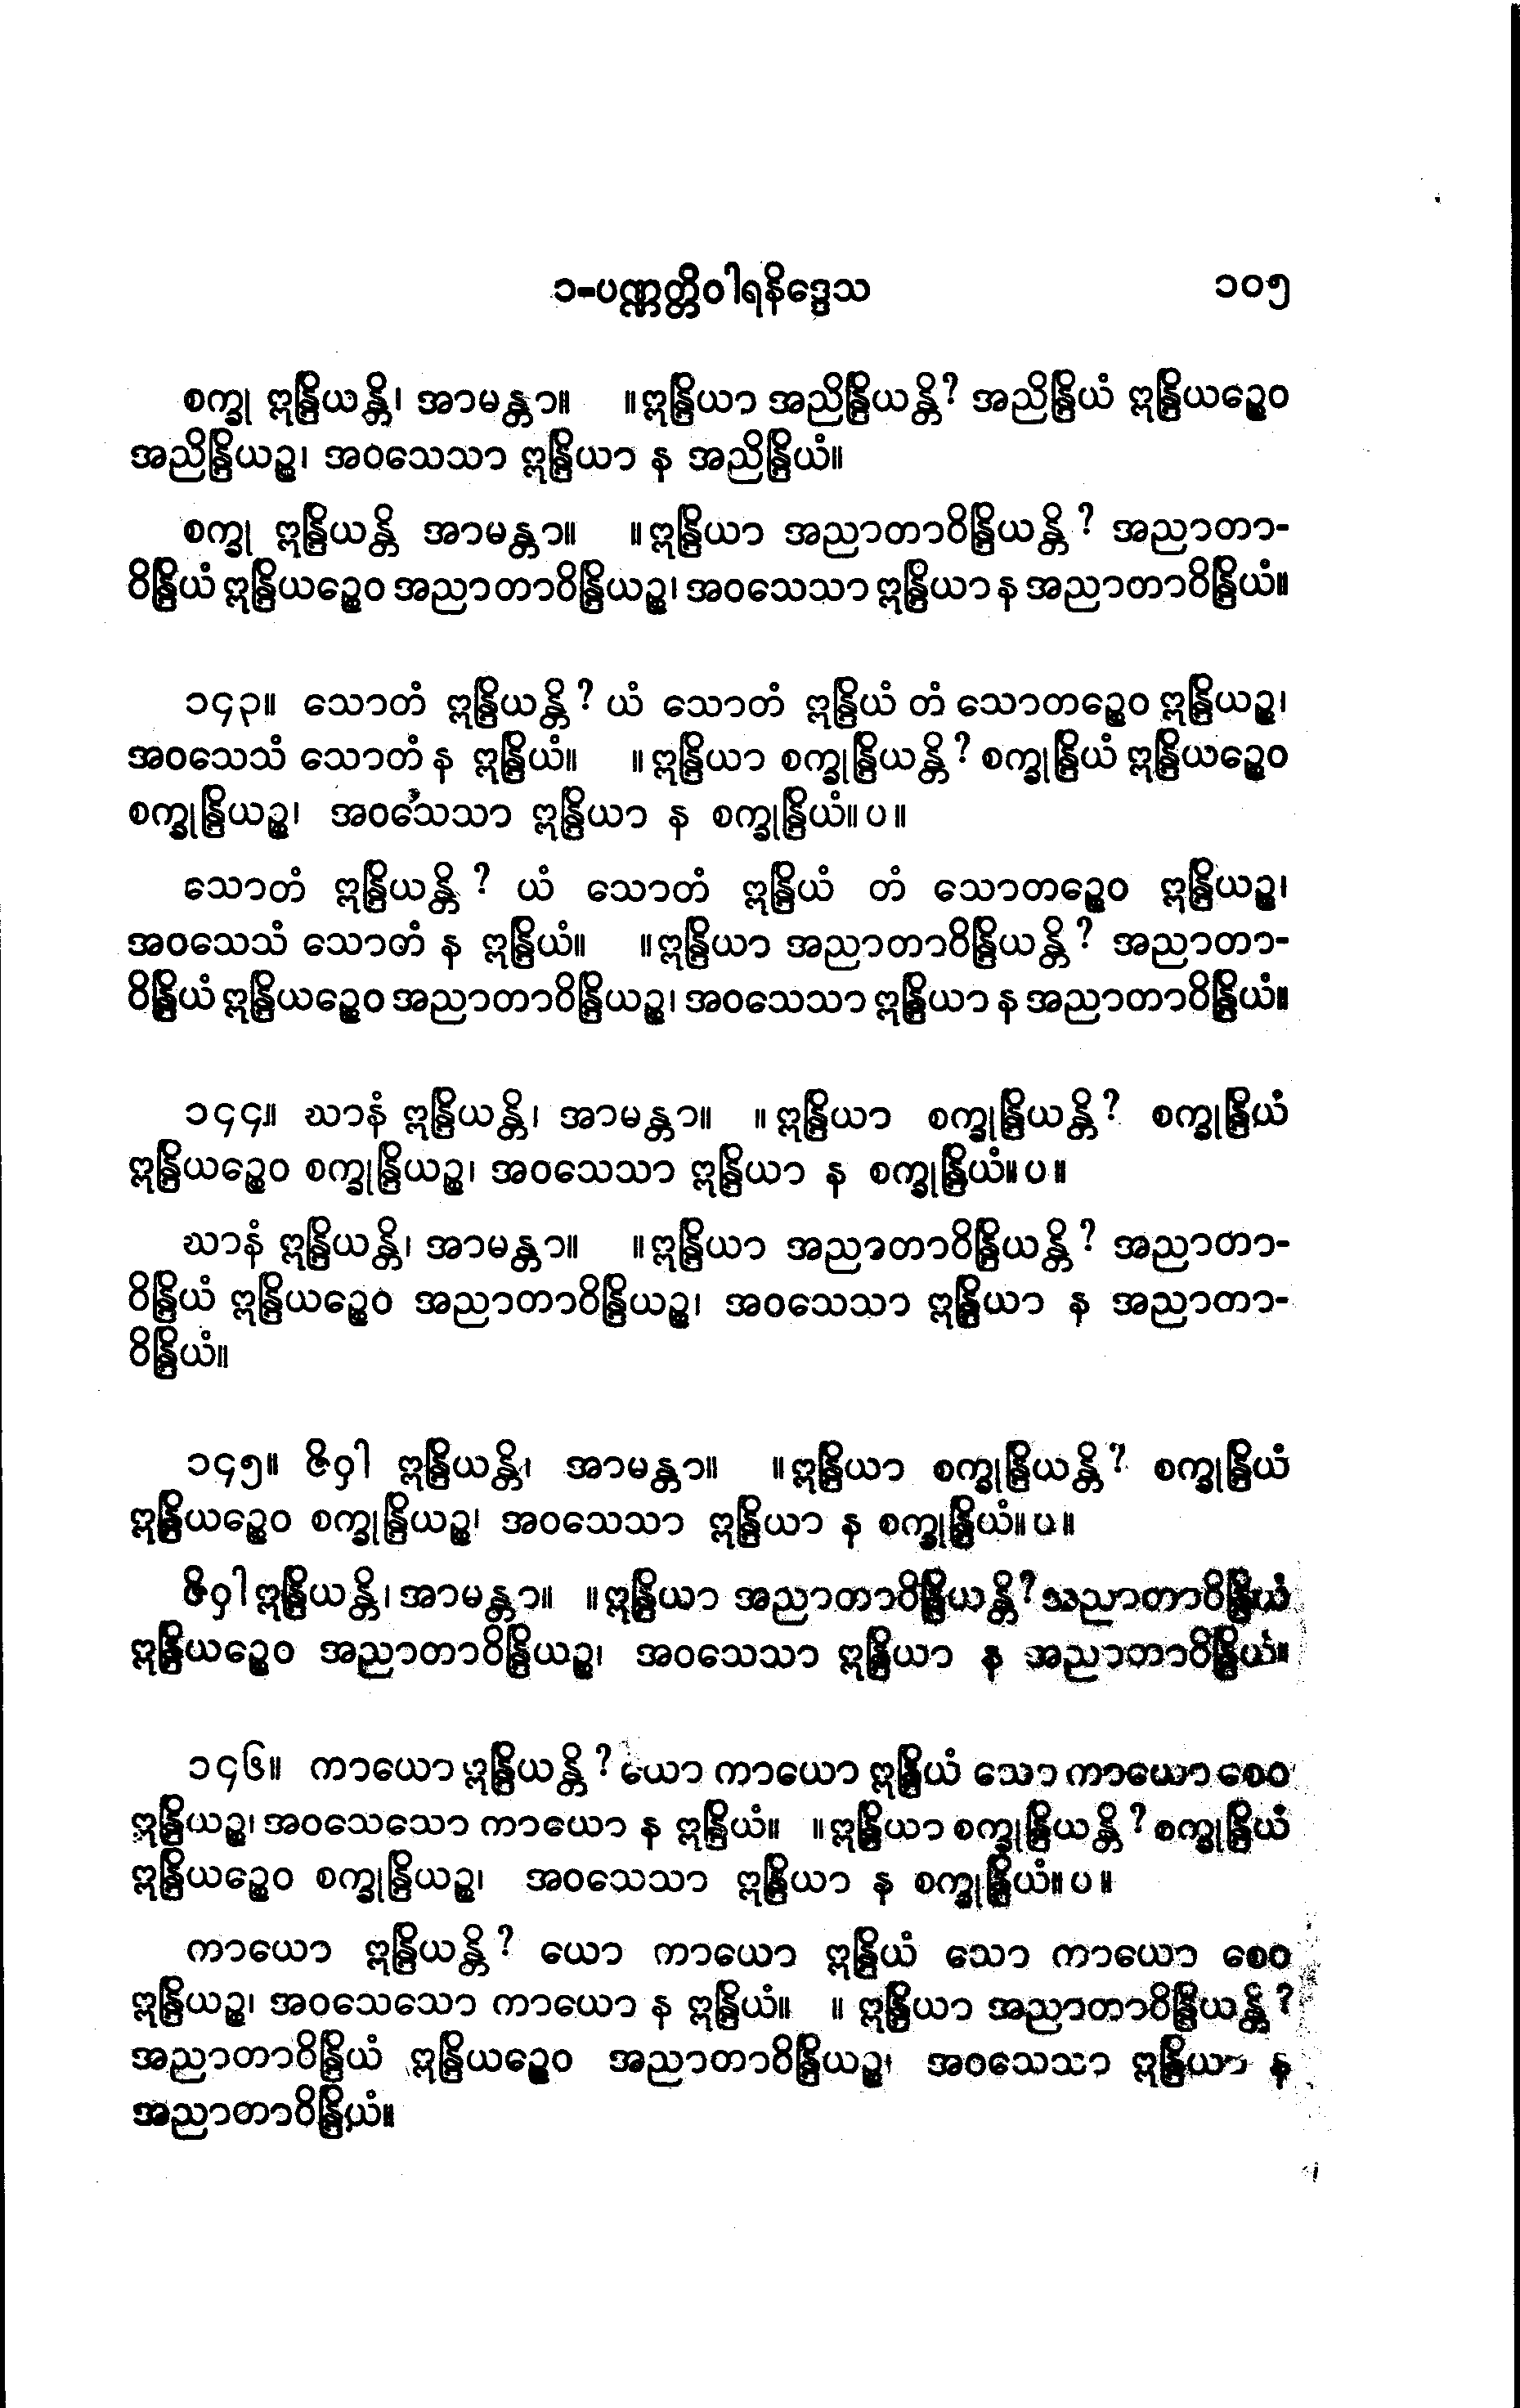 ၁-ပဏ္ဏတ္တိဝါရနိဒ္ဒေသ ၁၀၅
စက္ခု ဣန္ဒြိယန္တိ၊ အာမန္တာ။ ။ဣန္ဒြိယာ အညိန္ဒြိယန္တိ? အညိန္ဒြိယံ ဣန္ဒြိယဉ္စေဝ
အညိန္ဒြိယဉ္စ၊ အဝသေသာ ဣန္ဒြိယာ န အညိန္ဒြိယံ။
စက္ခု ဣန္ဒြိယန္တိ အာမန္တာ။ ။ဣန္ဒြိယာ အညာတာဝိန္ဒြိယန္တိ? အညာတာ-
ဝိန္ဒြိယံ ဣန္ဒြိယဉ္စေဝ အညာတာဝိန္ဒြိယဉ္စ၊ အဝသေသာ ဣန္ဒြိယာ န အညာတာဝိန္ဒြိယံ။
၁၄၃။ သောတံ ဣန္ဒြိယန္တိ? ယံ သောတံ ဣန္ဒြိယံ တံ သောတဉ္စေဝ ဣန္ဒြိယဉ္စ၊
အဝသေသံ သောတံ န ဣန္ဒြိယံ။ ။ဣန္ဒြိယာ စက္ခုန္ဒြိယန္တိ? စက္ခုန္ဒြိယံ ဣန္ဒြိယဉ္စေဝ
စက္ခုန္ဒြိယဉ္စ၊ အဝသေသာ ဣန္ဒြိယာ န စက္ခုန္ဒြိယံ။ပ။
သောတံ ဣန္ဒြိယန္တိ? ယံ သောတံ ဣန္ဒြိယံ တံ သောတဉ္စေဝ ဣန္ဒြိယဉ္စ၊
အဝသေသံ သောတံ န ဣန္ဒြိယံ။ ။ဣန္ဒြိယာ အညာတာဝိန္ဒြိယန္တိ? အညာတာ-
ဝိန္ဒြိယံ ဣန္ဒြိယဉ္စေဝ အညာတာဝိန္ဒြိယဉ္စ၊ အဝသေသာ ဣန္ဒြိယာ န အညာတာဝိန္ဒြိယံ။
၁၄၄။ ဃာနံ ဣန္ဒြိယန္တိ၊ အာမန္တာ။ ။ဣန္ဒြိယာ စက္ခုန္ဒြိယန္တိ? စက္ခုန္ဒြိယံ
ဣန္ဒြိယဉ္စေဝ စက္ခုန္ဒြိယဉ္စ၊ အဝသေသာ ဣန္ဒြိယာ န စက္ခုန္ဒြိယံ။ပ။
ဃာနံ ဣန္ဒြိယန္တိ၊ အာမန္တာ။ ။ဣန္ဒြိယာ အညာတာဝိန္ဒြိယန္တိ? အညာတာ-
ဝိန္ဒြိယံ ဣန္ဒြိယဉ္စေဝ အညာတာဝိန္ဒြိယဉ္စ၊ အဝသေသာ ဣန္ဒြိယာ န အညာတာ-
ဝိန္ဒြိယံ။
၁၄၅။ ဇိဝှါ ဣန္ဒြိယန္တိ၊ အာမန္တာ။ ။ဣန္ဒြိယာ စက္ခုန္ဒြိယန္တိ? စက္ခုန္ဒြိယံ
ဣန္ဒြိယဉ္စေဝ စက္ခုန္ဒြိယဉ္စ၊ အဝသေသာ ဣန္ဒြိယာ န စက္ခုန္ဒြိယံ။ပ။
ဇိဝှါ ဣန္ဒြိယန္တိ၊ အာမန္တာ။ ။ဣန္ဒြိယာ အညာတာဝိန္ဒြိယန္တိ? အညာတာဝိန္ဒြိယံ
ဣန္ဒြိယဉ္စေဝ အညာတာဝိန္ဒြိယဉ္စ၊ အဝသေသာ ဣန္ဒြိယာ န အညာတာဝိန္ဒြိယံ။
၁၄၆။ ကာယော ဣန္ဒြိယန္တိ? ယော ကာယော ဣန္ဒြိယံ သော ကာယော စေဝ
ဣန္ဒြိယဉ္စ၊ အဝသေသော ကာယော န ဣန္ဒြိယံ။ ။ဣန္ဒြိယာ စက္ခုန္ဒြိယန္တိ? စက္ခုန္ဒြိယံ
ဣန္ဒြိယဉ္စေဝ စက္ခုန္ဒြိယဉ္စ၊ အဝသေသာ ဣန္ဒြိယာ န စက္ခုန္ဒြိယံ။ပ။
ကာယော ဣန္ဒြိယန္တိ? ယော ကာယော ဣန္ဒြိယံ သော ကာယော စေဝ
ဣန္ဒြိယဉ္စ၊ အဝသေသော ကာယော န ဣန္ဒြိယံ။ ။ ဣန္ဒြိယာ အညာတာဝိန္ဒြိယန္တိ?
အညာတာဝိန္ဒြိယံ ဣန္ဒြိယဉ္စေဝ အညာတာဝိန္ဒြိယဉ္စ၊ အဝသေသာ ဣန္ဒြိယာ န
အညာတာဝိန္ဒြိယံ။